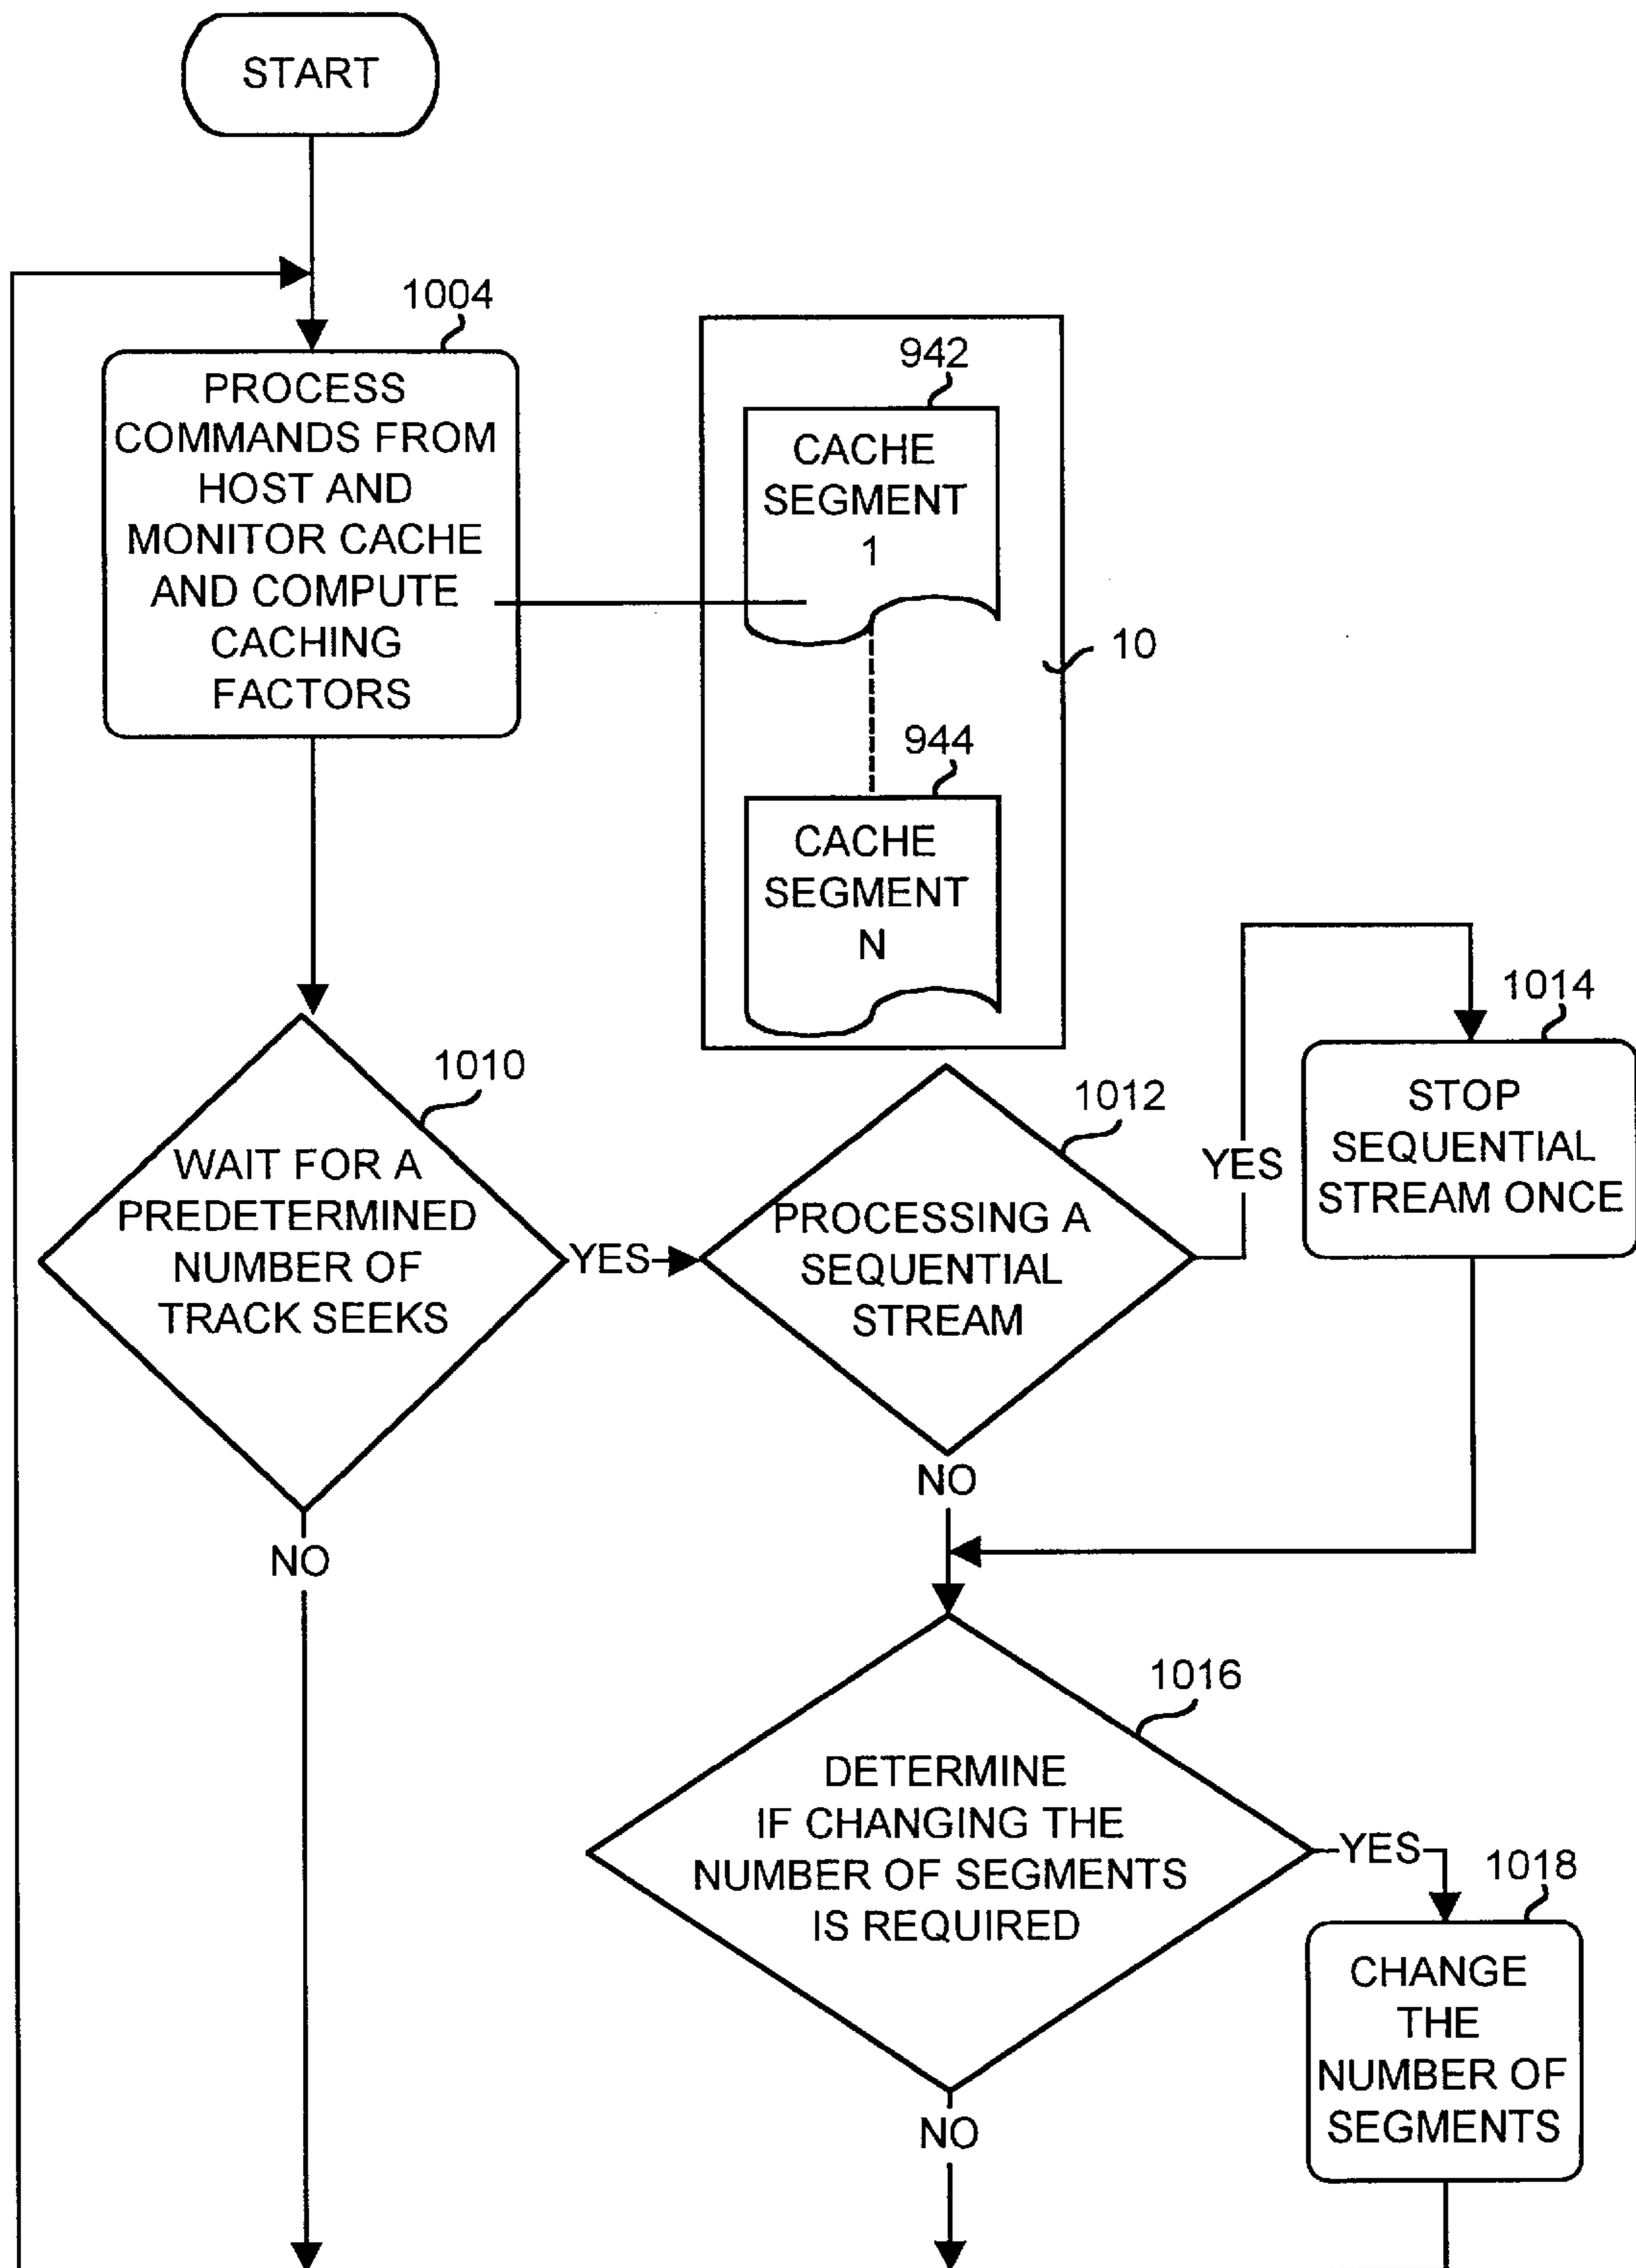 START
1004
PROCESS
COMMANDS FROM
HOST AND
MONITOR CACHE
AND COMPUTE
CACHING
FACTORS
942
CACHE
SEGMENT
1
10
944
CACHE
SEGMENT
N
1010
WAIT FOR A
PREDETERMINED
NUMBER OF
TRACK SEEKS
YES
NO
1012
PROCESSING A
SEQUENTIAL
STREAM
YES
NO
1014
STOP
SEQUENTIAL
STREAM ONCE
1016
DETERMINE
IF CHANGING THE
NUMBER OF SEGMENTS
IS REQUIRED
YES
NO
1018
CHANGE
THE
NUMBER OF
SEGMENTS